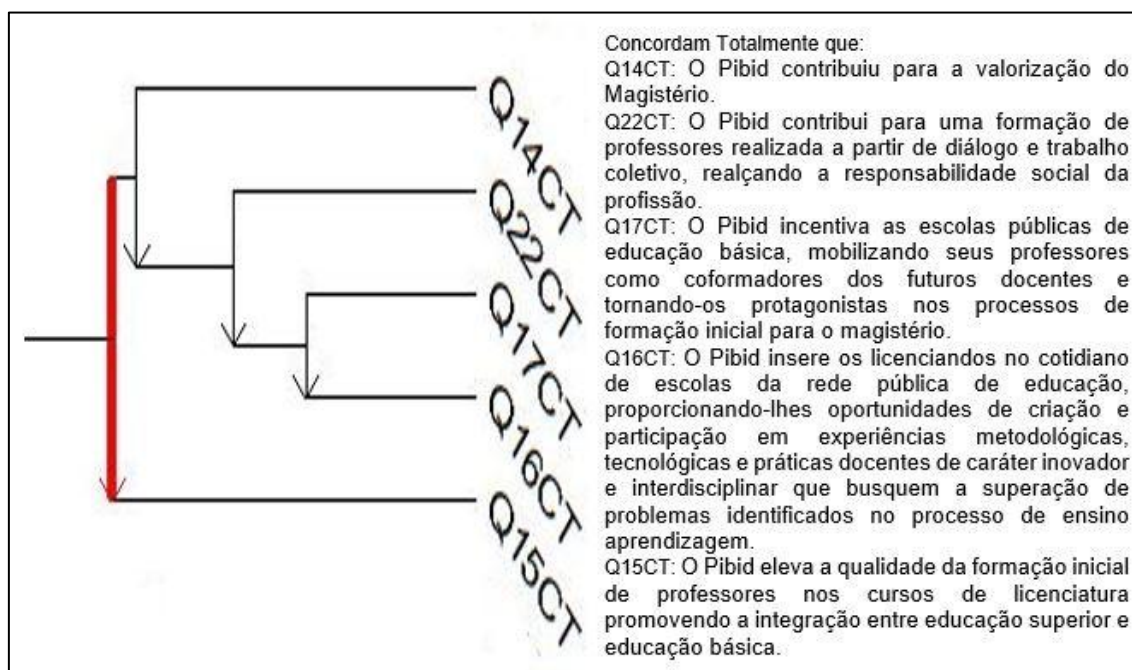 Q14CT
Q22CT
Q17CT
Q16CT
Q15CT
Concordam Totalmente que:
Q14CT: O Pibid contribuiu para a valorização do
Magistério.
Q22CT: O Pibid contribui para uma formação de
professores realizada a partir de diálogo e trabalho
coletivo, realçando a responsabilidade social da
profissão.
Q17CT: O Pibid incentiva as escolas públicas de
educação básica, mobilizando seus professores
como coformadores dos futuros docentes e
tornando-os protagonistas nos processos de
formação inicial para o magistério.
Q16CT: O Pibid insere os licenciandos no cotidiano
de escolas da rede pública de educação,
proporcionando-lhes oportunidades de criação e
participação em experiências metodológicas,
tecnológicas e práticas docentes de caráter inovador
e interdisciplinar que busquem a superação de
problemas identificados no processo de ensino
aprendizagem.
Q15CT: O Pibid eleva a qualidade da formação inicial
de professores nos cursos de licenciatura
promovendo a integração entre educação superior e
educação básica.